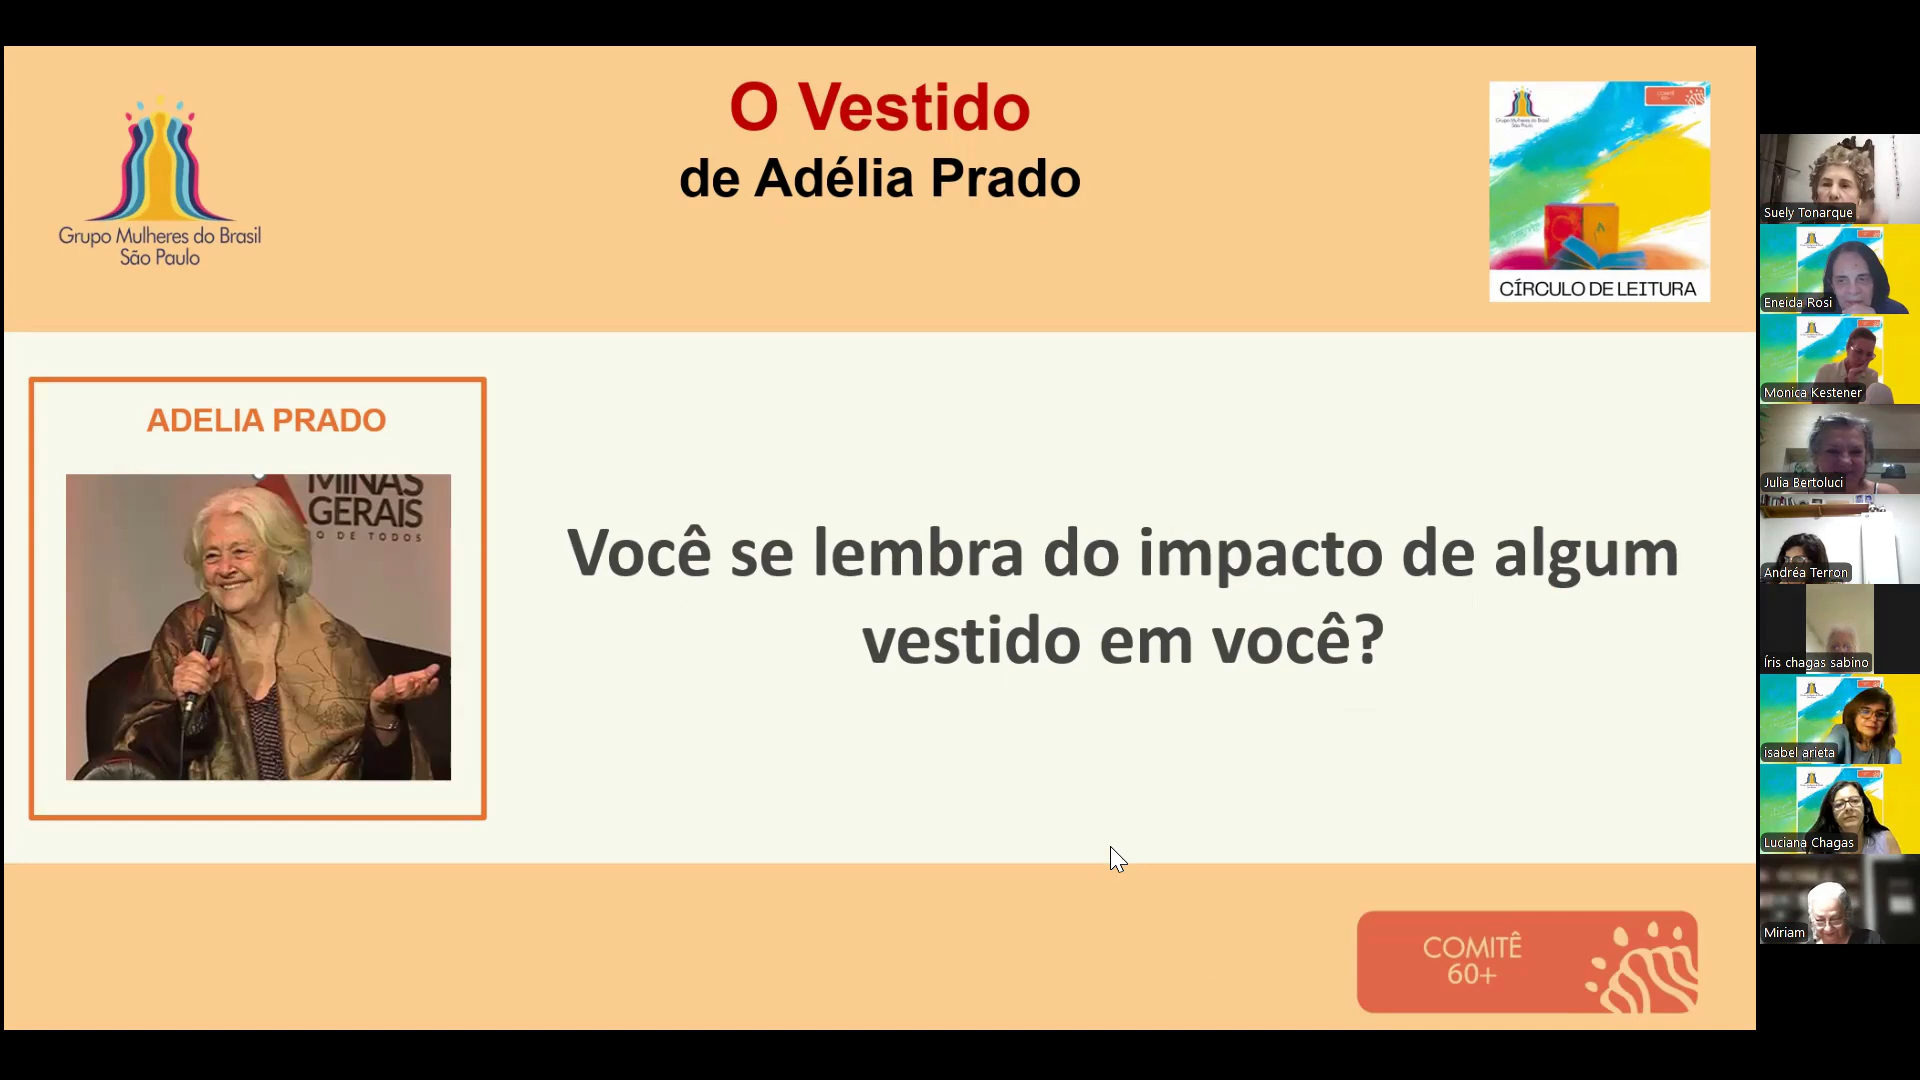 O Vestido
de Adélia Prado
Grupo Mulheres do Brasil
São Paulo
CÍRCULO DE LEITURA
ADELIA PRADO
MINAS
GERAIS
O DE TODOS
Você se lembra do impacto de algum
vestido em você?
COMITÊ
60+
Suely Tonarque
Eneida Rosi
Monica Kestener
Julia Bertoluci
Andréa Terron
Íris chagas sabino
isabel arieta
Luciana Chagas
Miriam